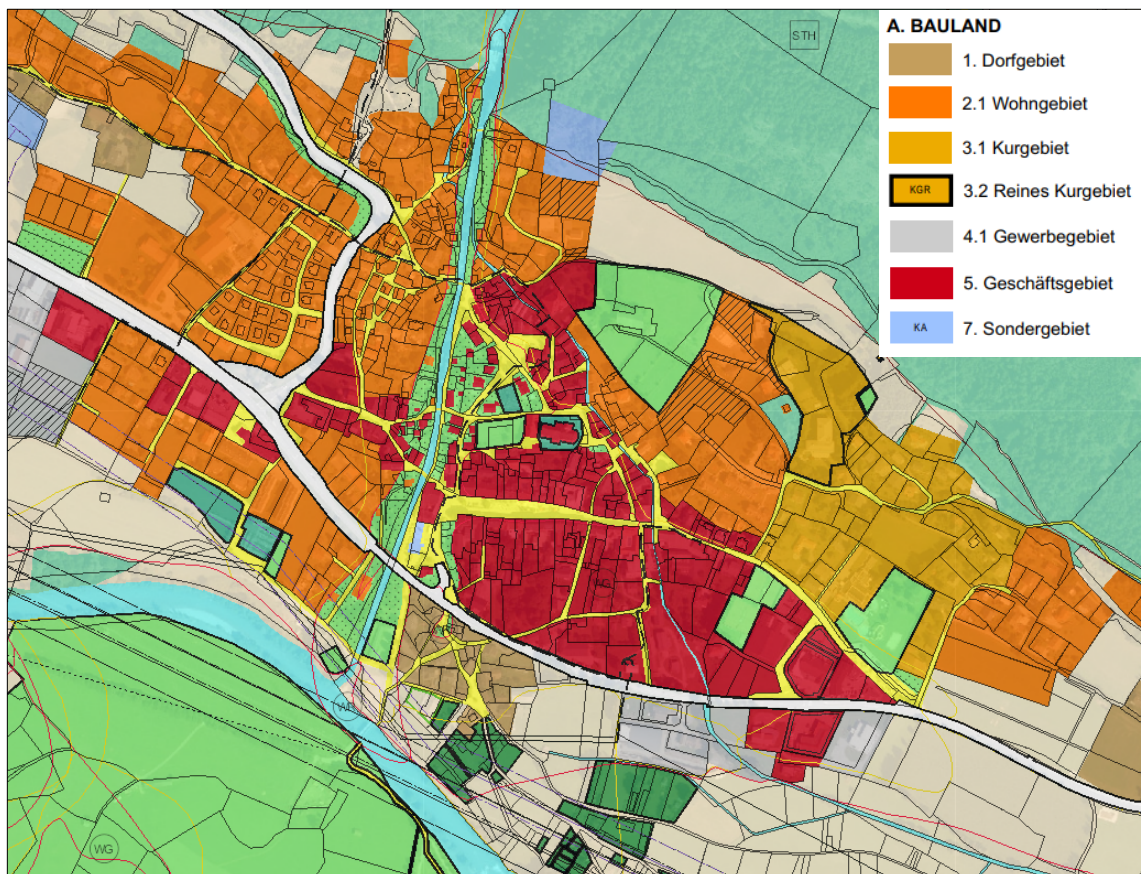 STH
A. BAULAND
1. Dorfgebiet
2.1 Wohngebiet
3.1 Kurgebiet
KGR
3.2 Reines Kurgebiet
4.1 Gewerbegebiet
5. Geschäftsgebiet
KA
7. Sondergebiet
WG